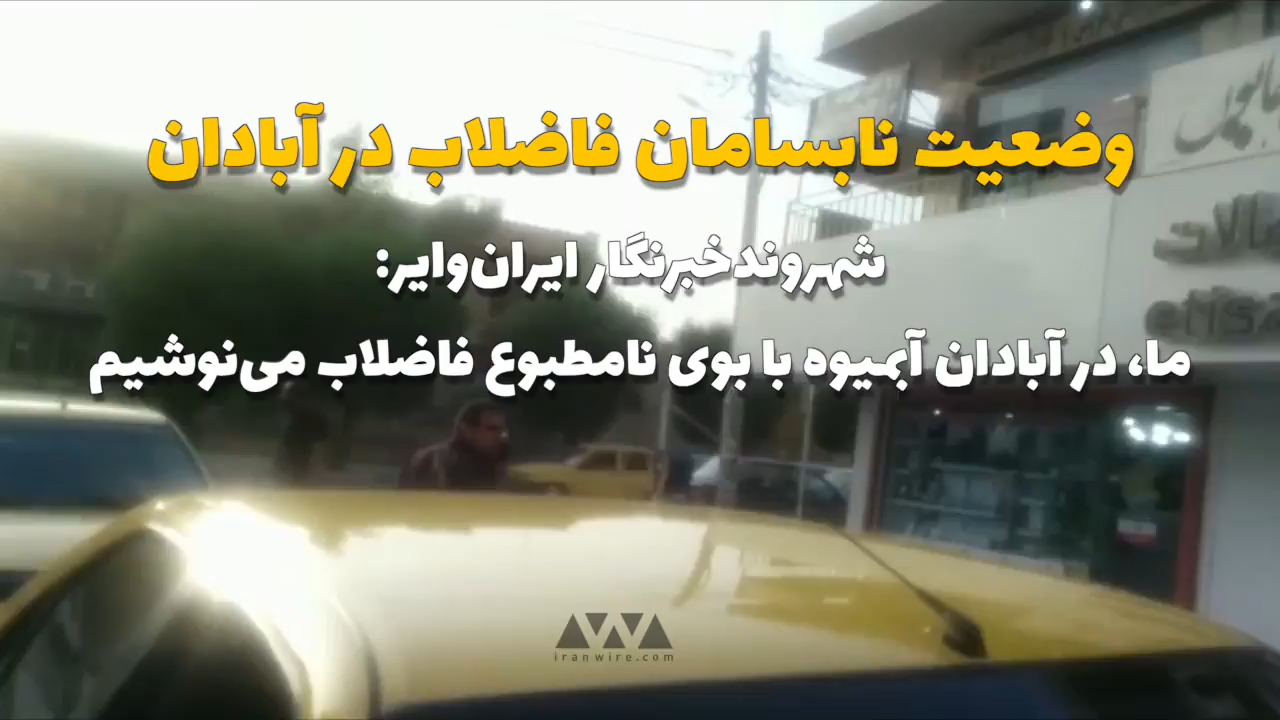 وضعیت نابسامان فاضلاب در آبادان
شهروندخبرنگار ایران‌وایر:
ما، در آبادان آبمیوه با بوی نامطبوع فاضلاب می‌نوشیم
iranwire.com